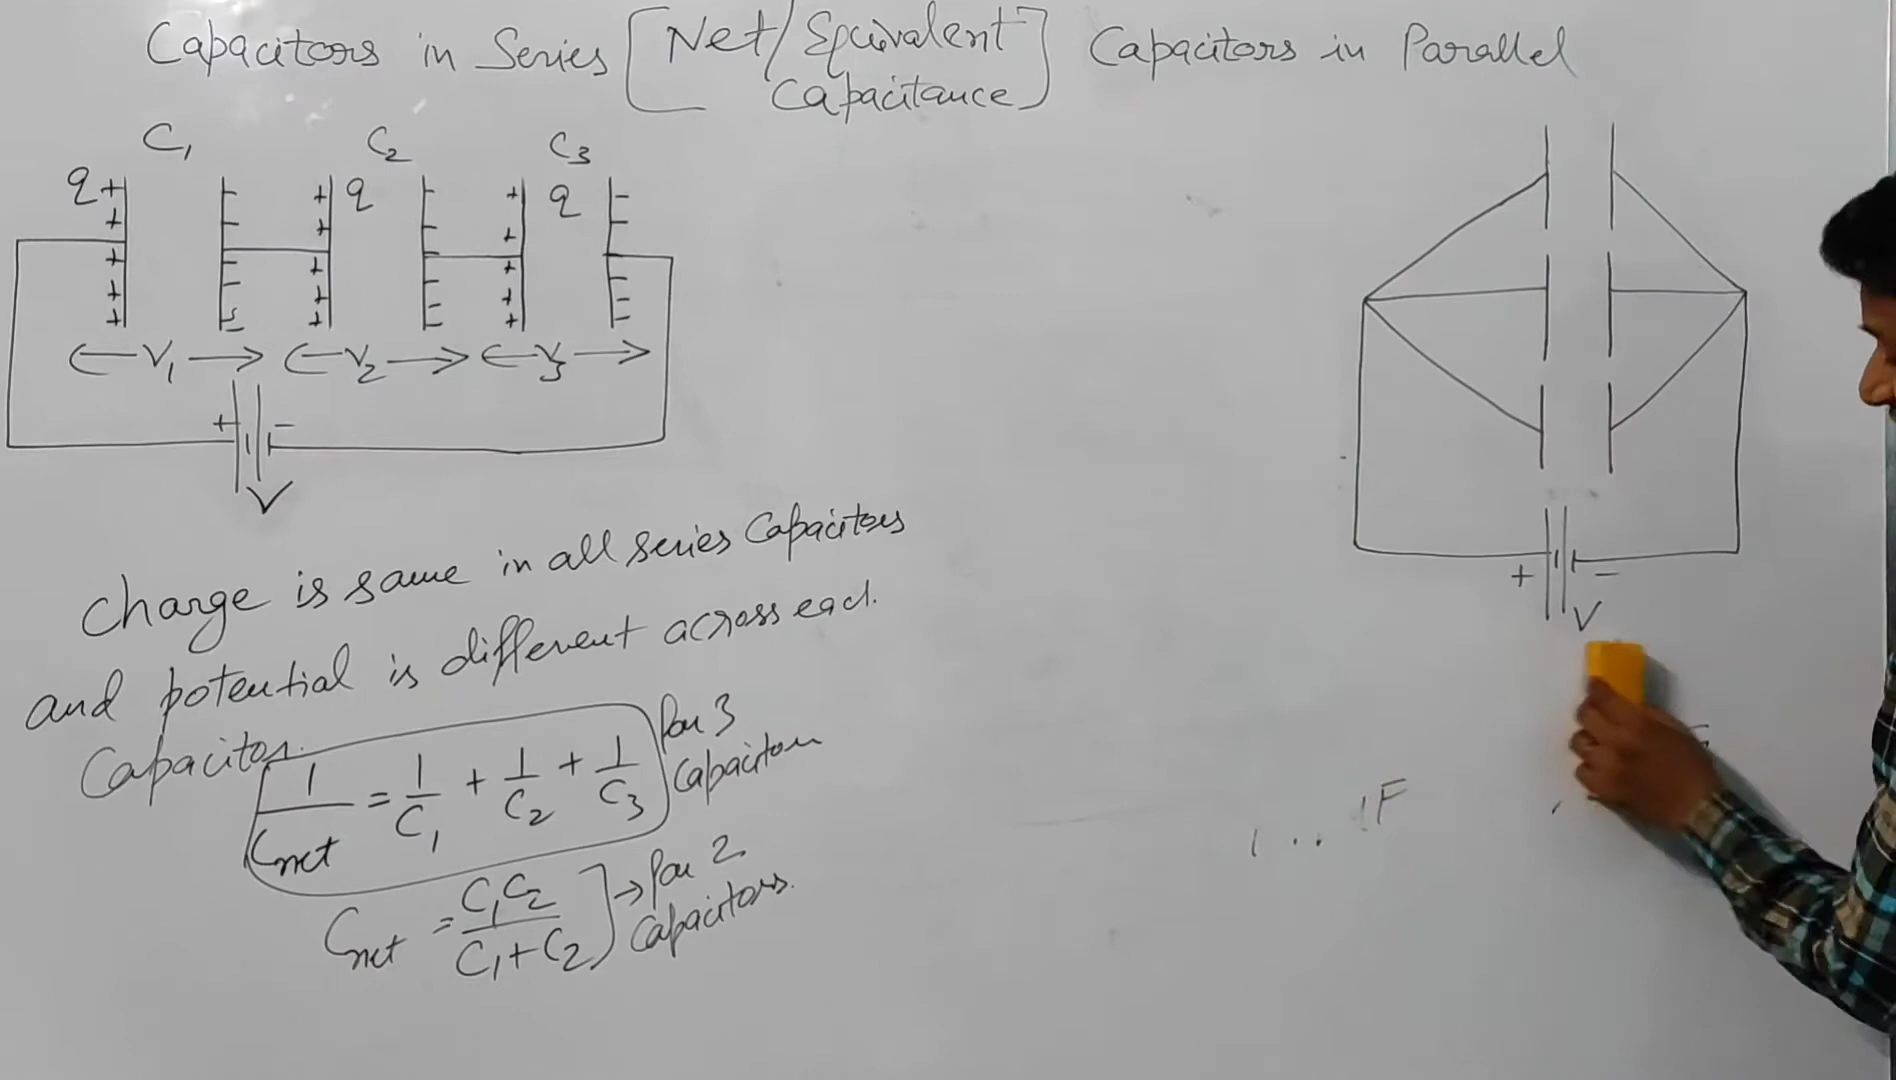 Capacitors in Series [Net/Equivalent Capacitance] Capacitors in Parallel
C₁ C₂ C₃
q + + q + q -
← V₁ → ← V₂ → ← V₃ →
+ -
V
+ -
V
Charge is same in all series Capacitors
and potential is different across each
Capacitor.
1/Cnet = 1/C₁ + 1/C₂ + 1/C₃ for 3 Capacitors
Cnet = C₁C₂/C₁+C₂ ] → for 2 Capacitors.
F